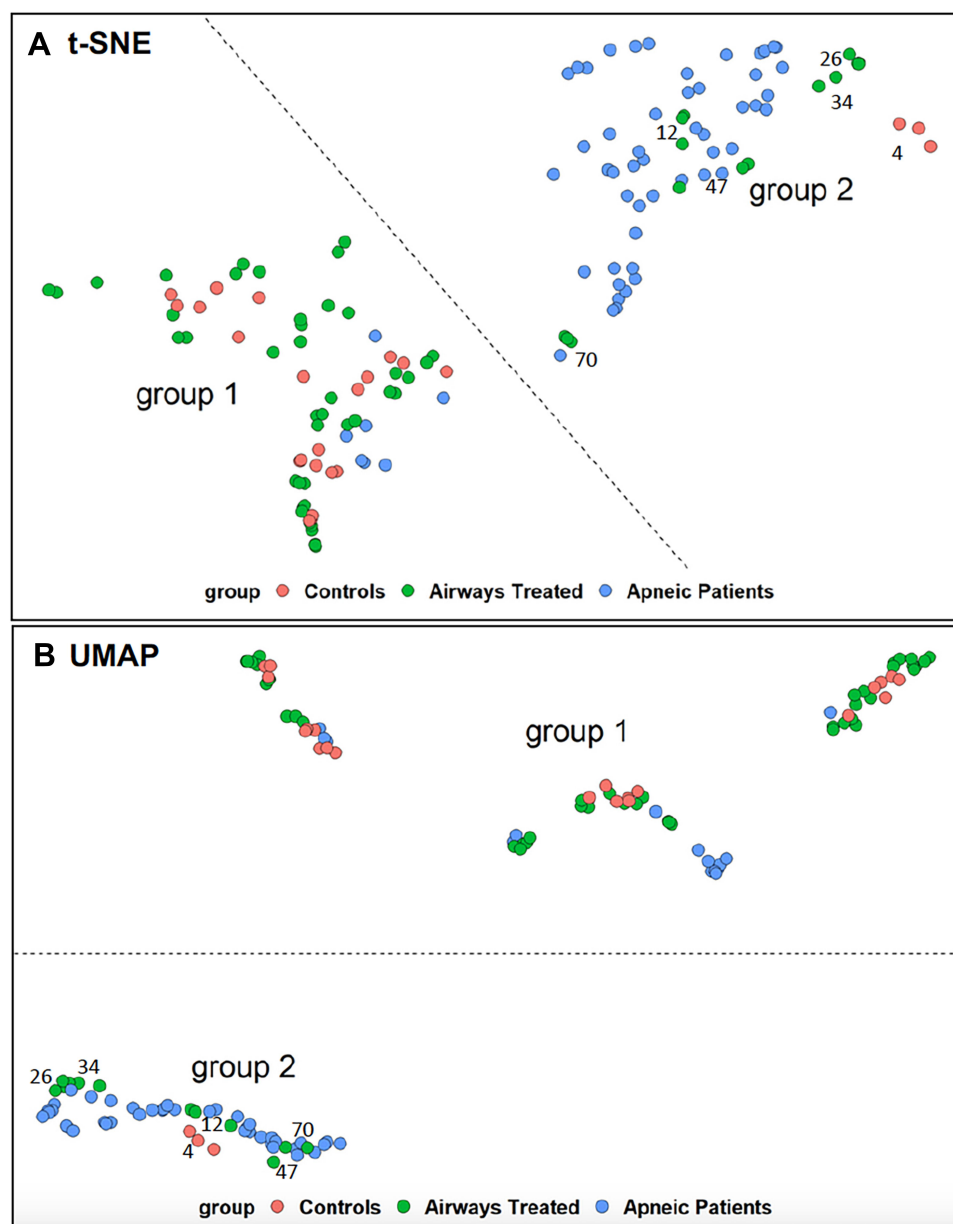 A t-SNE
26
34
12
4
47
group 2
70
group 1
group Controls Airways Treated Apneic Patients
B UMAP
group 1
group 2
26
34
12
4
70
47
group Controls Airways Treated Apneic Patients